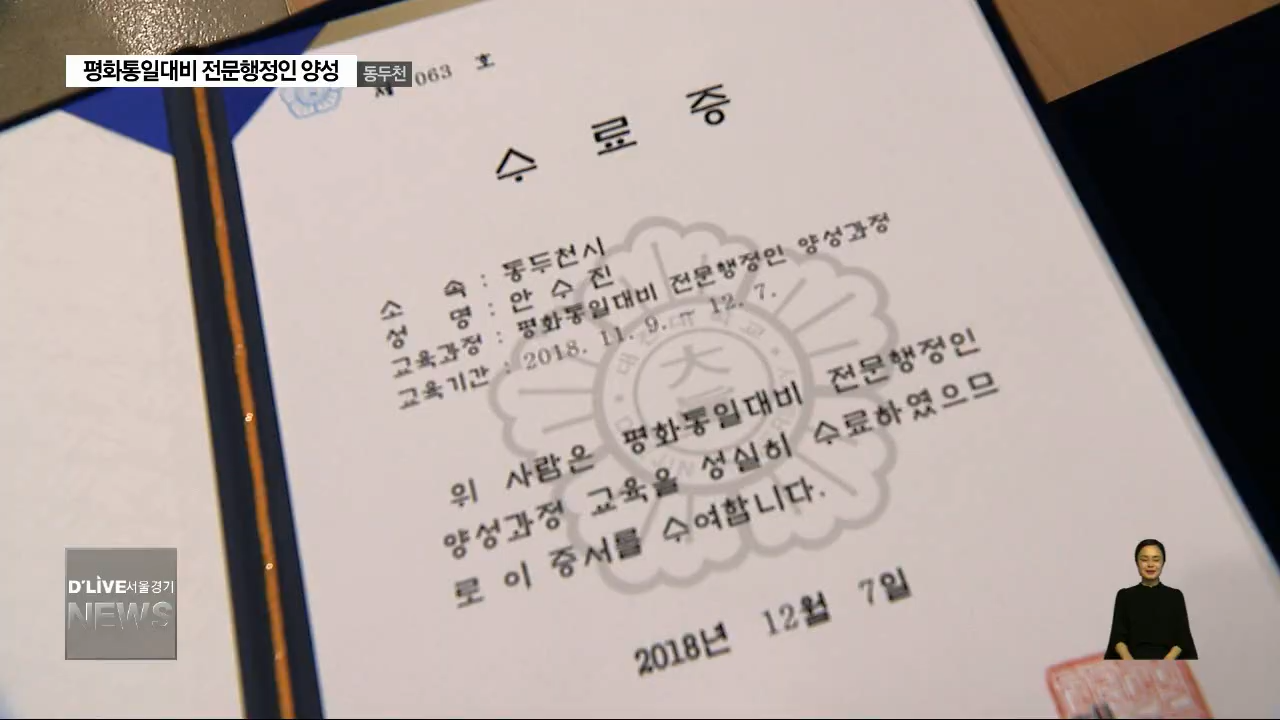 평화통일대비 전문행정인 양성 동두천
제 063 호
수 료 증
소 속 : 동두천시
성 명 : 안 수 진
교육과정 : 평화통일대비 전문행정인 양성과정
교육기간 : 2018. 11. 9. - 12. 7.
위 사람은 평화통일대비 전문행정인
양성과정 교육을 성실히 수료하였으므
로 이 증서를 수여합니다.
2018년 12월 7일
D'LIVE 서울경기
NEWS